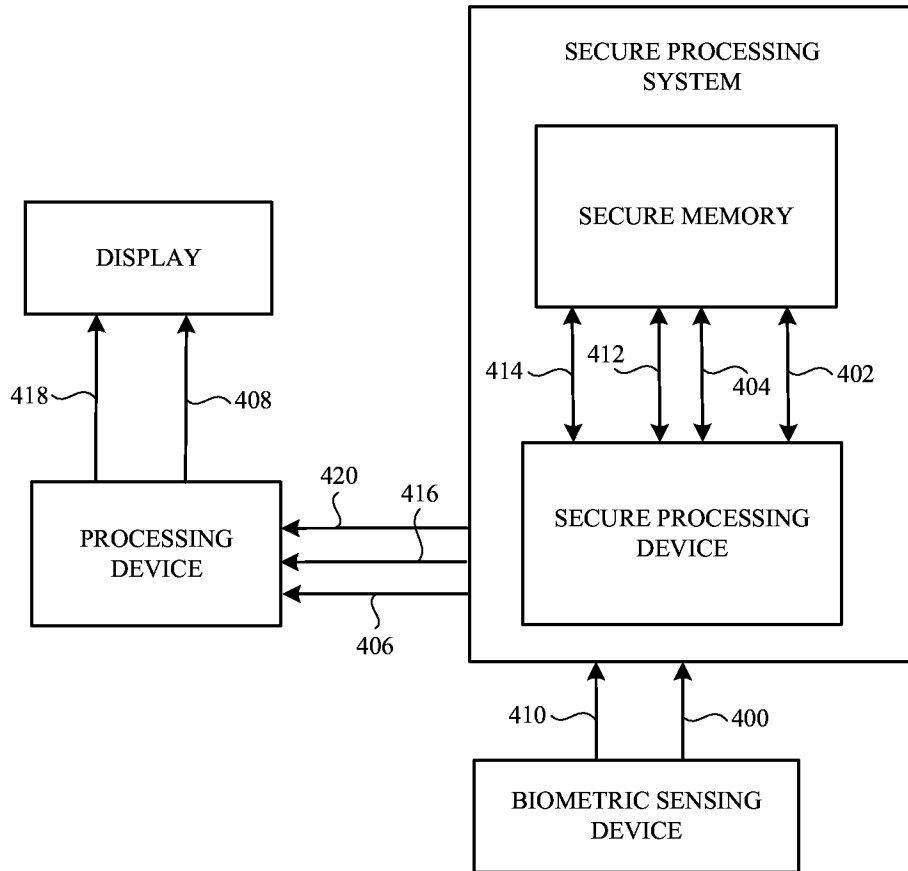 SECURE PROCESSING
SYSTEM
SECURE MEMORY
DISPLAY
418
408
414
412
404
402
420
416
PROCESSING
DEVICE
SECURE PROCESSING
DEVICE
406
410
400
BIOMETRIC SENSING
DEVICE